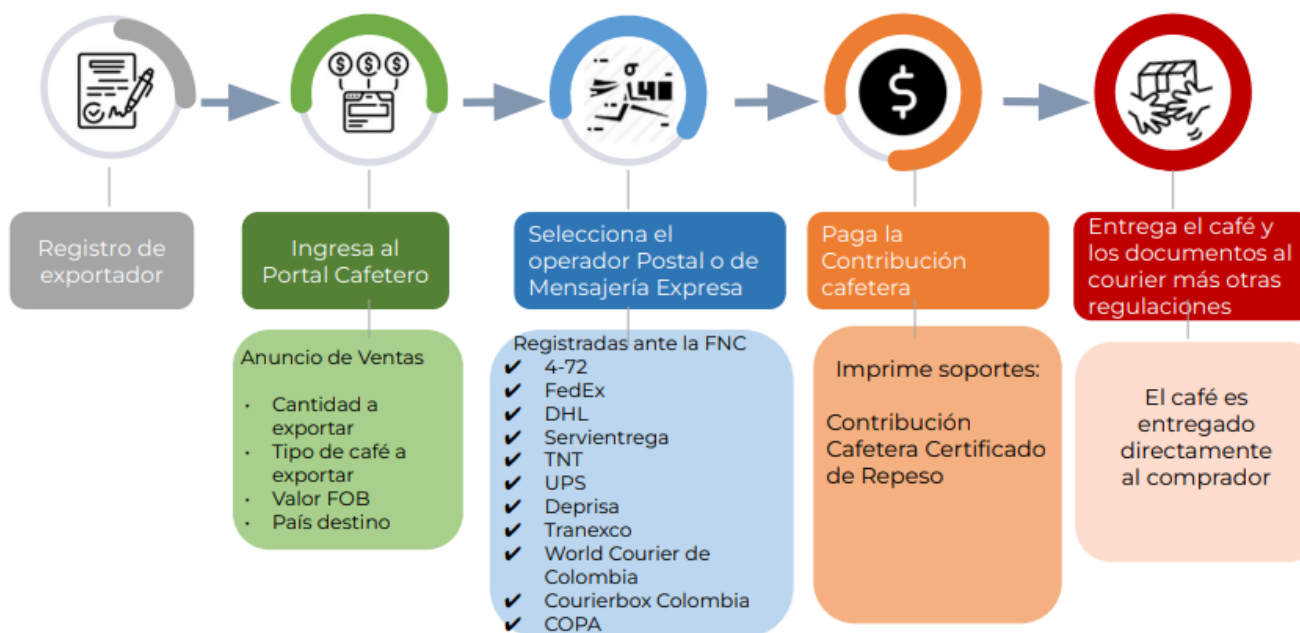 Registro de
exportador
Ingresa al
Portal Cafetero
Anuncio de Ventas
· Cantidad a
exportar
· Tipo de café a
exportar
· Valor FOB
· País destino
Selecciona el
operador Postal o de
Mensajería Expresa
Registradas ante la FNC
✔ 4-72
✔ FedEx
✔ DHL
✔ Servientrega
✔ TNT
✔ UPS
✔ Deprisa
✔ Tranexco
✔ World Courier de
Colombia
✔ Courierbox Colombia
✔ COPA
Paga la
Contribución
cafetera
Imprime soportes:
Contribución
Cafetera Certificado
de Repeso
Entrega el café y
los documentos al
courier más otras
regulaciones
El café es
entregado
directamente
al comprador